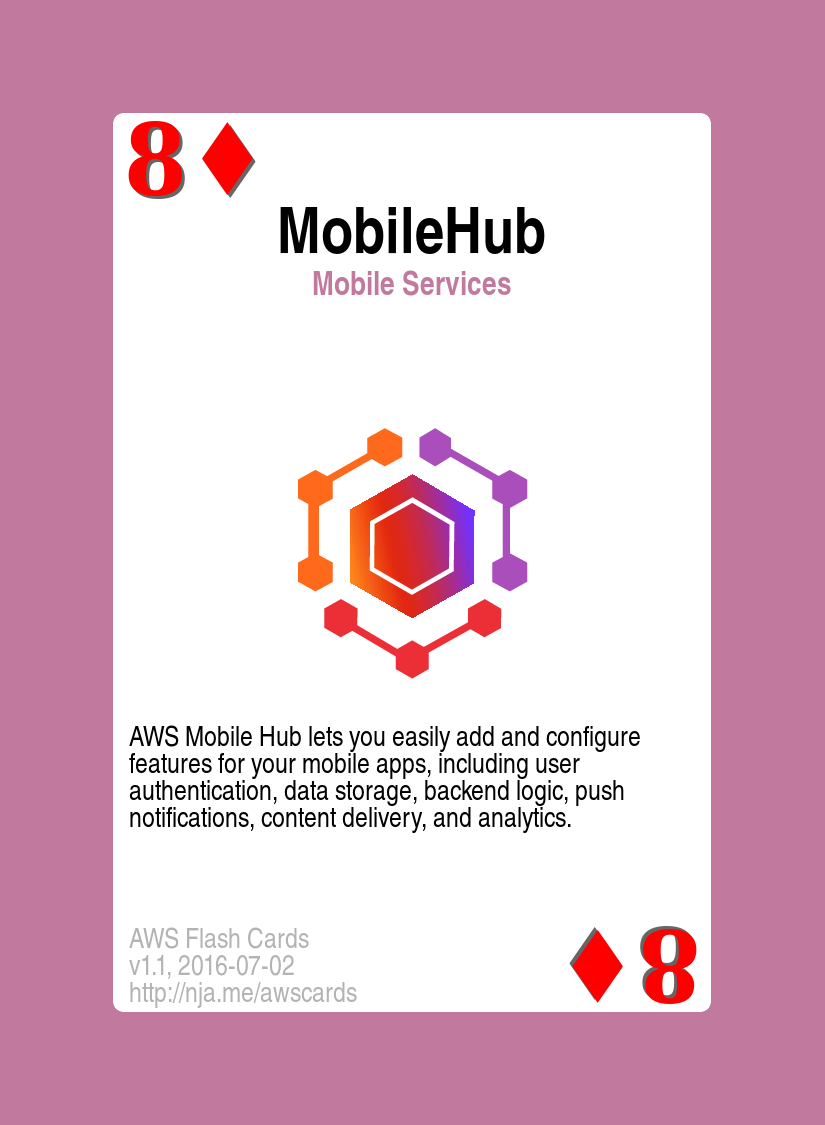 8♦
MobileHub
Mobile Services
AWS Mobile Hub lets you easily add and configure
features for your mobile apps, including user
authentication, data storage, backend logic, push
notifications, content delivery, and analytics.
AWS Flash Cards
v1.1, 2016-07-02
http://nja.me/awscards
8♦